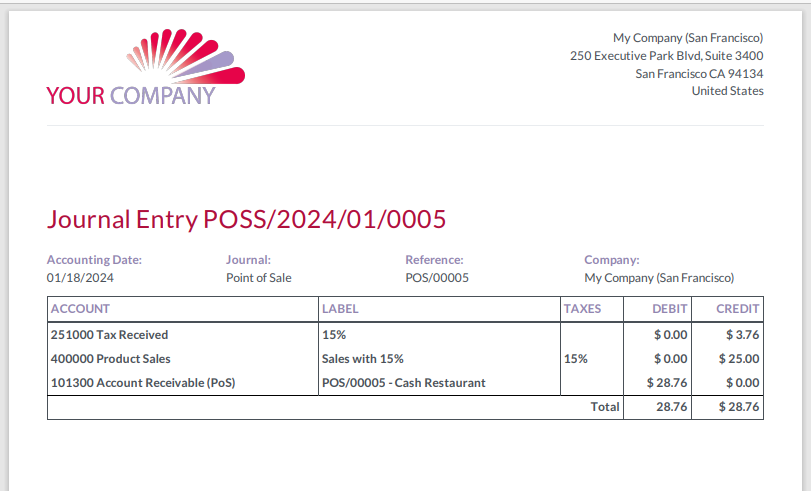 YOUR COMPANY
My Company (San Francisco)
250 Executive Park Blvd, Suite 3400
San Francisco CA 94134
United States
Journal Entry POSS/2024/01/0005
Accounting Date: Journal: Reference: Company:
01/18/2024 Point of Sale POS/00005 My Company (San Francisco)
ACCOUNT LABEL TAXES DEBIT CREDIT
251000 Tax Received 15% $ 0.00 $ 3.76
400000 Product Sales Sales with 15% 15% $ 0.00 $ 25.00
101300 Account Receivable (PoS) POS/00005 - Cash Restaurant $ 28.76 $ 0.00
Total 28.76 $ 28.76